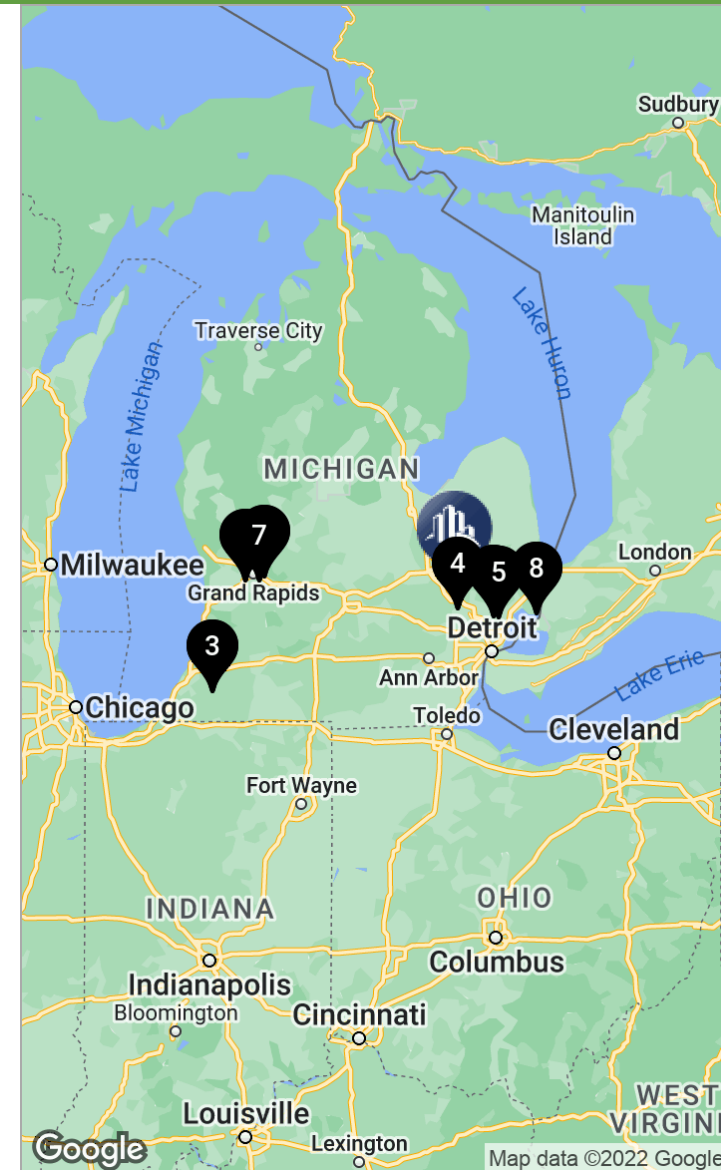 Sudbury
Manitoulin
Island
Lake Huron
Traverse City
Lake Michigan
MICHIGAN
7
4
5
8
London
Milwaukee
Grand Rapids
Detroit
3
Ann Arbor
Lake Erie
Chicago
Toledo
Cleveland
Fort Wayne
INDIANA
OHIO
Columbus
Indianapolis
Bloomington
Cincinnati
WEST
VIRGINI
Louisville
Lexington
Google
Map data ©2022 Google